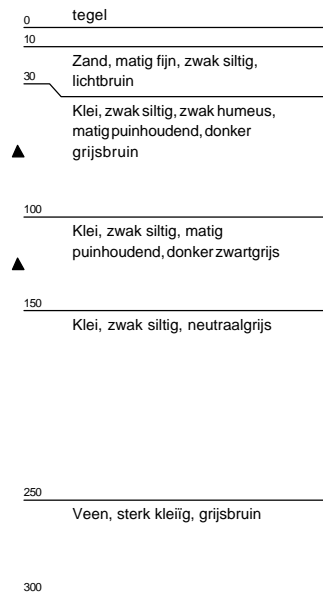 0
tegel
10
Zand, matig fijn, zwak siltig,
lichtbruin
30
Klei, zwak siltig, zwak humeus,
matig puinhoudend, donker
grijsbruin
100
Klei, zwak siltig, matig
puinhoudend, donker zwartgrijs
150
Klei, zwak siltig, neutraalgrijs
250
Veen, sterk kleiïg, grijsbruin
300